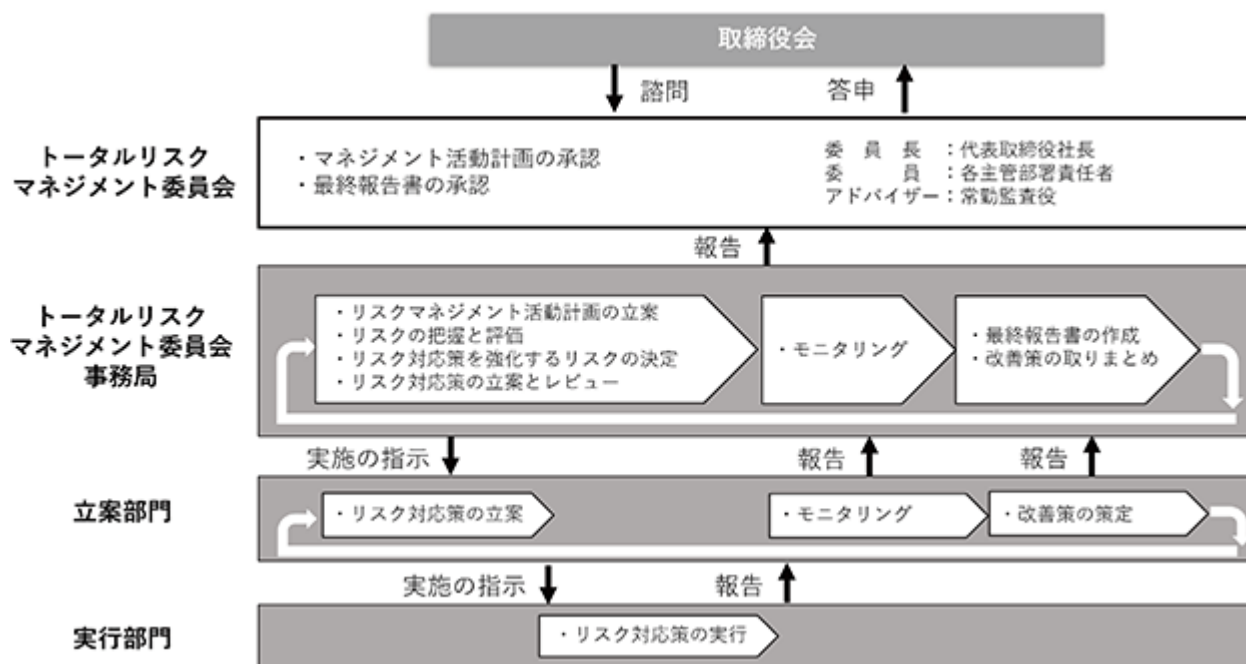 取締役会
諮問
答申
トータルリスク
マネジメント委員会
・マネジメント活動計画の承認
・最終報告書の承認
委員長：代表取締役社長
委員：各主管部署責任者
アドバイザー：常勤監査役
報告
トータルリスク
マネジメント委員会
事務局
・リスクマネジメント活動計画の立案
・リスクの把握と評価
・リスク対応策を強化するリスクの決定
・リスク対応策の立案とレビュー
・モニタリング
・最終報告書の作成
・改善策の取りまとめ
実施の指示
報告
報告
立案部門
・リスク対応策の立案
・モニタリング
・改善策の策定
実施の指示
報告
実行部門
・リスク対応策の実行